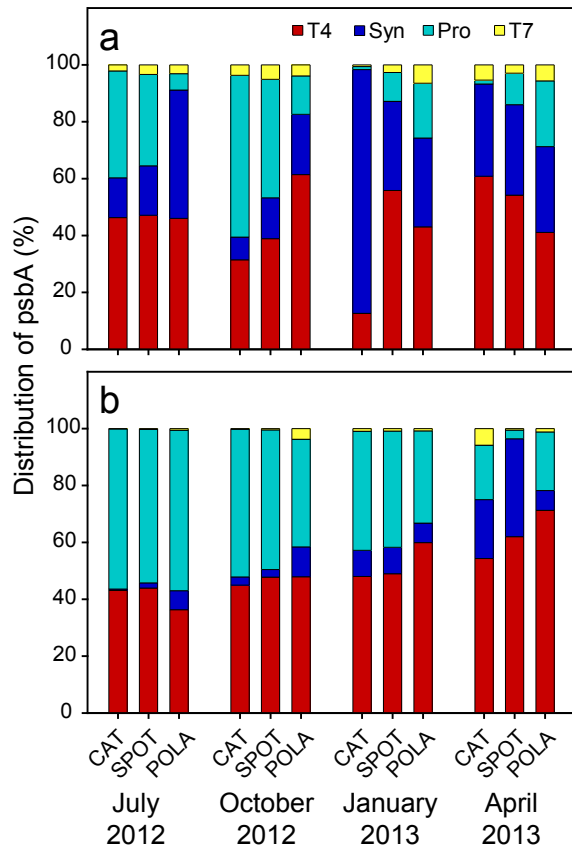 a
T4 Syn Pro T7
100
80
60
40
20
0
b
100
80
60
40
20
0
Distribution of psbA (%)
CAT SPOT POLA CAT SPOT POLA CAT SPOT POLA CAT SPOT POLA
July October January April
2012 2012 2013 2013